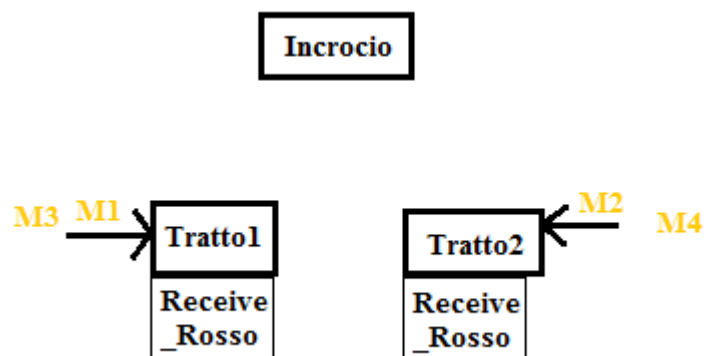 Incrocio
M3 M1
Tratto1
M2
M4
Tratto2
Receive
_Rosso
Receive
_Rosso